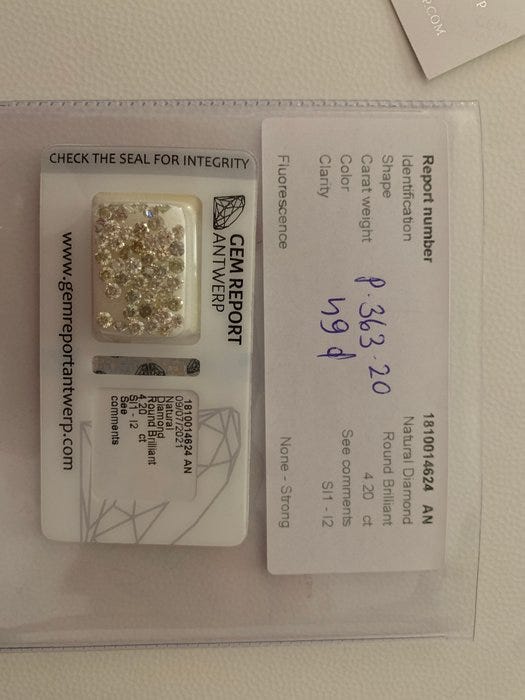 CHECK THE SEAL FOR INTEGRITY
GEM REPORT
ANTWERP
www.gemreportantwerp.com
1810014624 AN
09/07/2021
Natural
Diamond
Round Brilliant
4.20 ct
SI1 - I2
See
comments
Report number 1810014624 AN
Identification Natural Diamond
Shape Round Brilliant
Carat weight 4.20 ct
Color See comments
Clarity SI1 - I2
Fluorescence None - Strong
P.363.20
P.COM